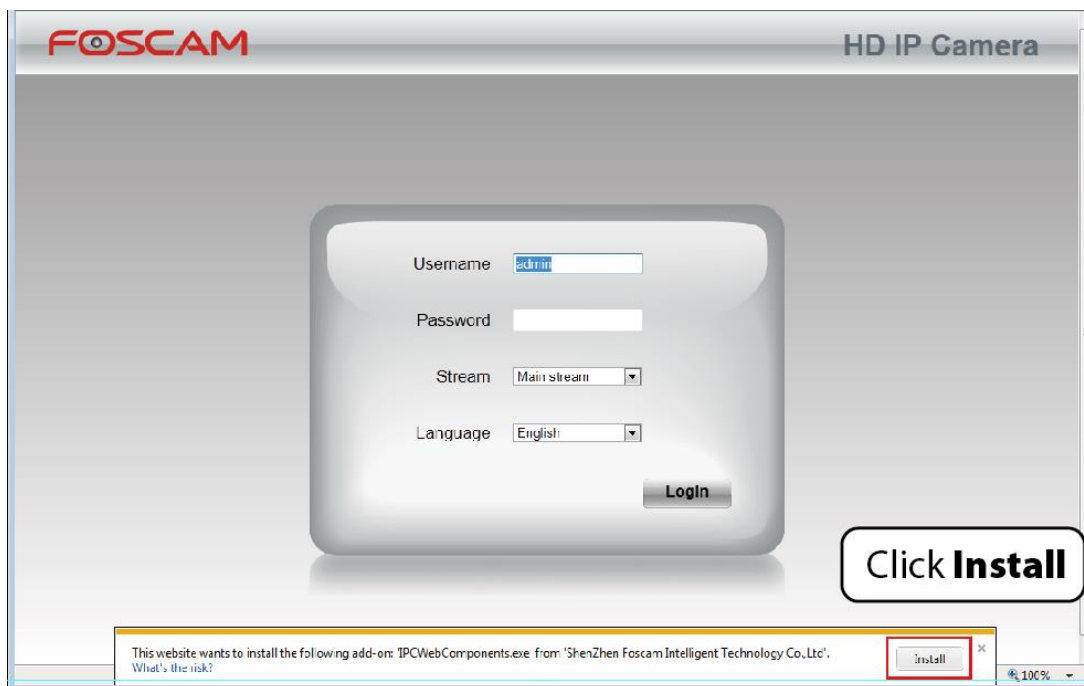 FOSCAM
HD IP Camera
Username admin
Password
Stream Main stream
Language English
Login
Click Install
This website wants to install the following add-on: 'IPCWebComponents.exe' from 'ShenZhen Foscam Intelligent Technology Co.,Ltd'.
What's the risk?
Install
100%